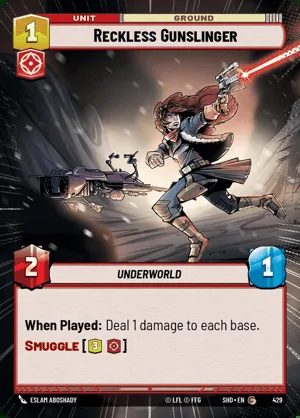 UNIT GROUND
1 RECKLESS GUNSLINGER
2 1
UNDERWORLD
When Played: Deal 1 damage to each base.
SMUGGLE [3]
ESLAM ABOSHADY © LFL © FFG SHD • EN C 429